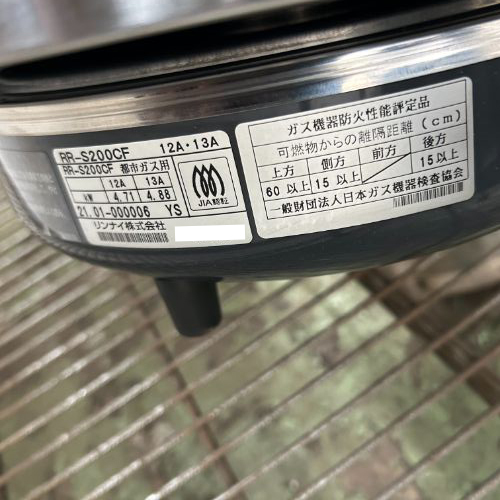 RR-S200CF 12A・13A
RR-S200CF 都市ガス用
12A 13A
kW 4.71 4.88
21.01-000006 YS
リンナイ株式会社
JIA認証
ガス機器防火性能評定品
可燃物からの離隔距離(cm)
上方 側方 前方 後方
60以上 15以上 15以上
一般財団法人日本ガス機器検査協会